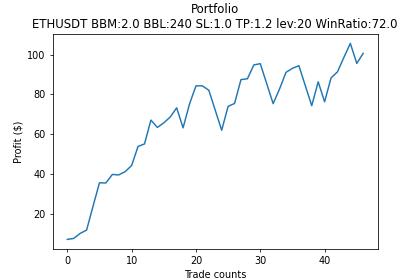 Portfolio
ETHUSDT BBM:2.0 BBL:240 SL:1.0 TP:1.2 lev:20 WinRatio:72.0
100
80
60
40
20
Profit ($)
0
10
20
30
40
Trade counts